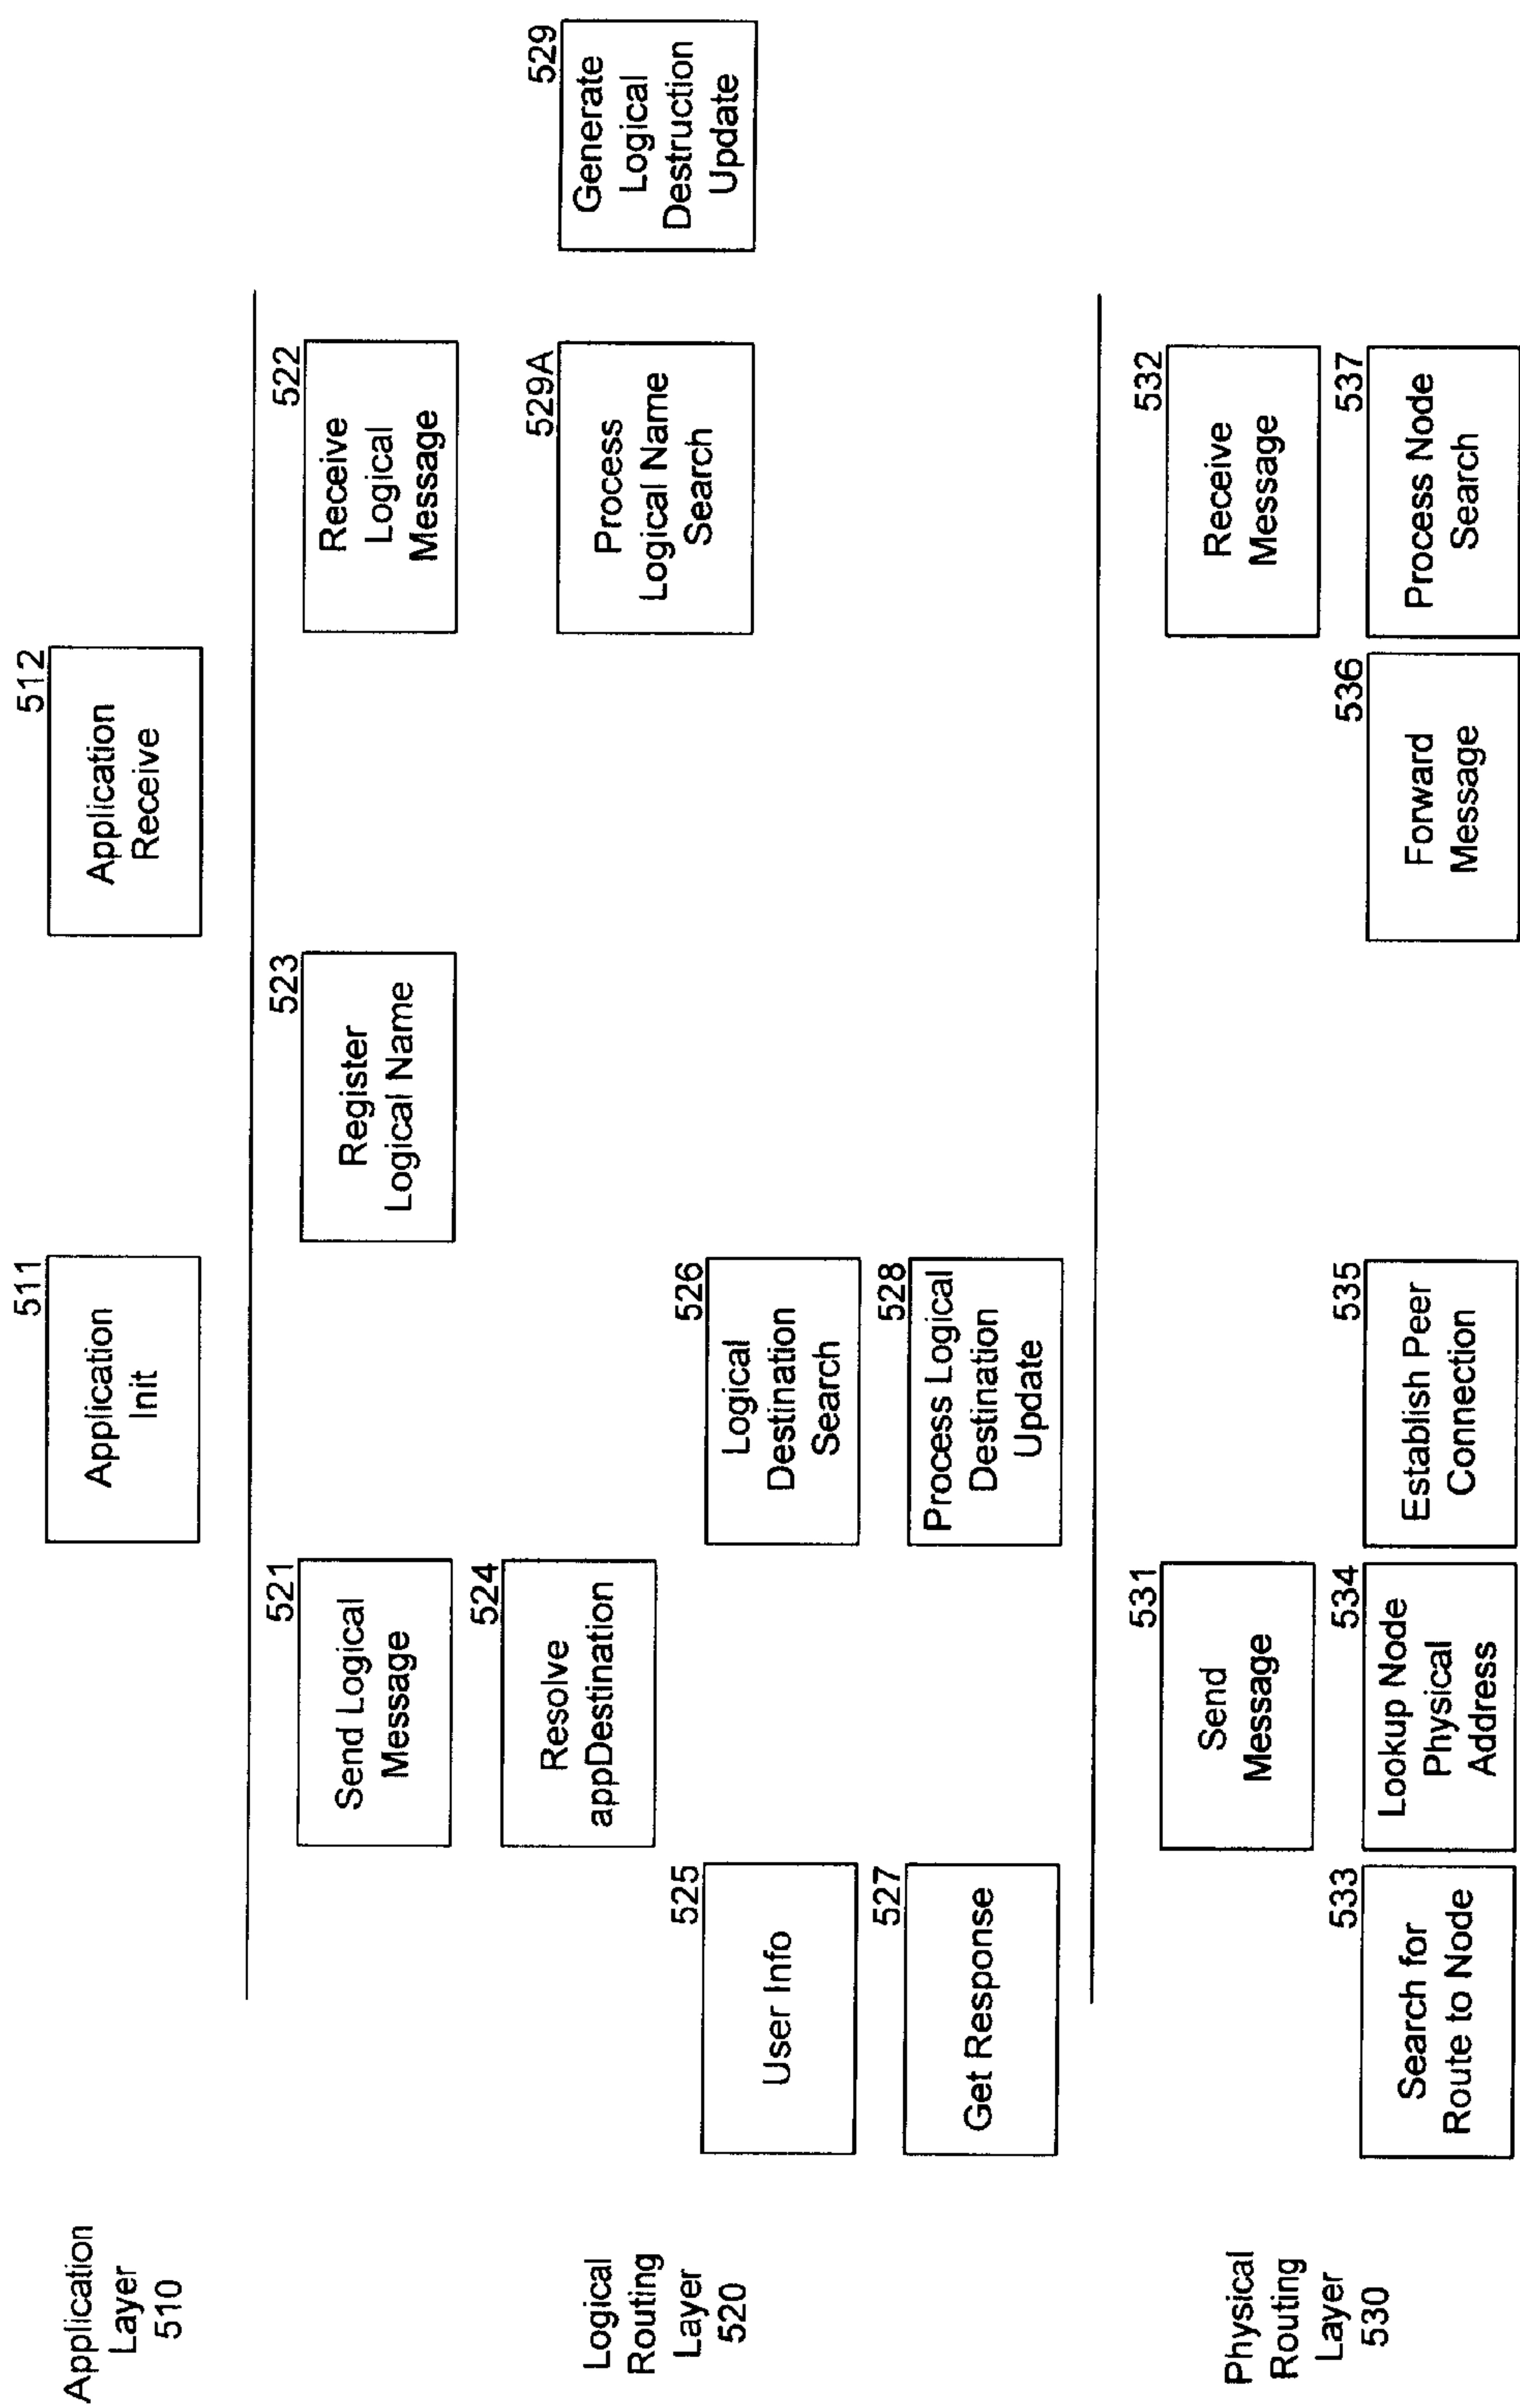 Application
Layer
510
511
Application
Init
512
Application
Receive
Logical
Routing
Layer
520
521
Send Logical
Message
523
Register
Logical Name
522
Receive
Logical
Message
524
Resolve
appDestination
529A
Process
Logical Name
Search
529
Generate
Logical
Destruction
Update
525
User Info
526
Logical
Destination
Search
527
Get Response
528
Process Logical
Destination
Update
Physical
Routing
Layer
530
531
Send
Message
532
Receive
Message
533
Search for
Route to Node
534
Lookup Node
Physical
Address
535
Establish Peer
Connection
536
Forward
Message
537
Process Node
Search